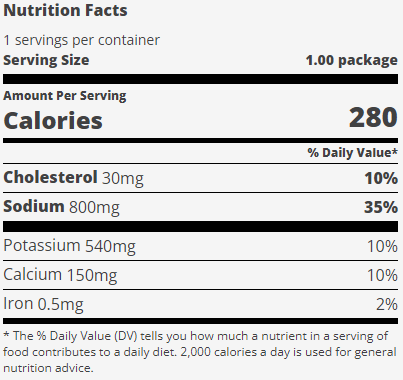 Nutrition Facts
1 servings per container
Serving Size 1.00 package
Amount Per Serving
Calories 280
% Daily Value*
Cholesterol 30mg 10%
Sodium 800mg 35%
Potassium 540mg 10%
Calcium 150mg 10%
Iron 0.5mg 2%
* The % Daily Value (DV) tells you how much a nutrient in a serving of
food contributes to a daily diet. 2,000 calories a day is used for general
nutrition advice.